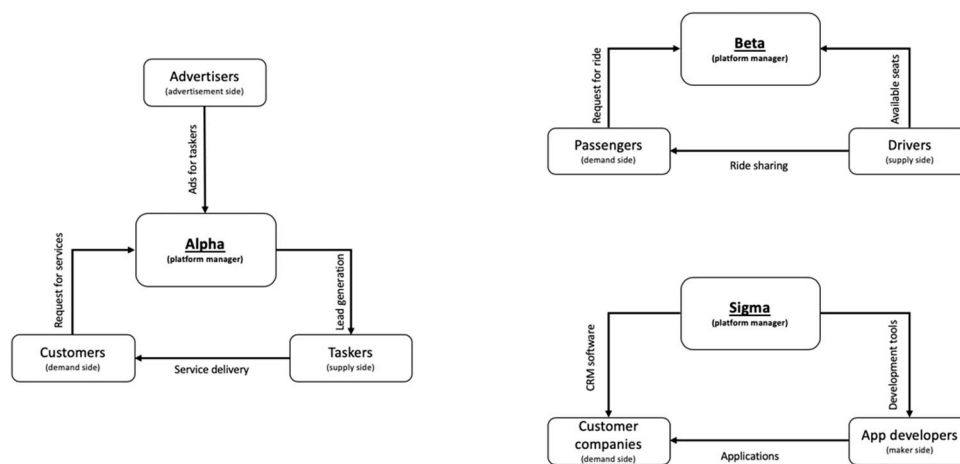 Advertisers
(advertisement side)
Ads for taskers
Alpha
(platform manager)
Request for services
Lead generation
Customers
(demand side)
Service delivery
Taskers
(supply side)
Beta
(platform manager)
Request for ride
Available seats
Passengers
(demand side)
Ride sharing
Drivers
(supply side)
Sigma
(platform manager)
CRM software
Development tools
Customer
companies
(demand side)
Applications
App developers
(maker side)